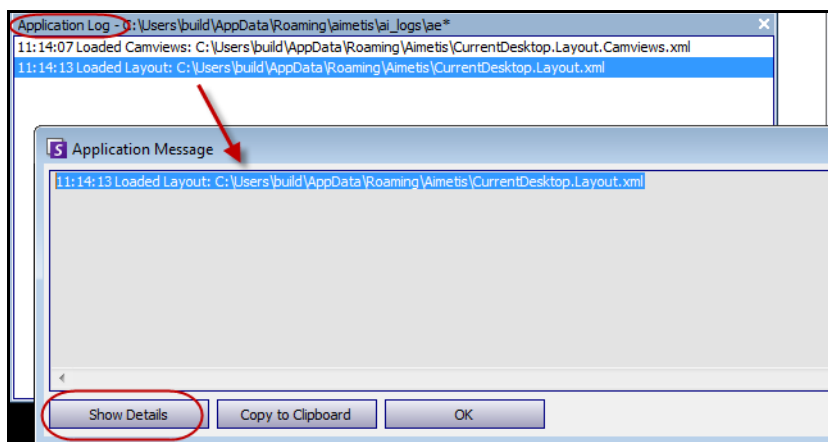 Application Log - C:\Users\build\AppData\Roaming\aimetis\ai_logs\ae*
11:14:07 Loaded Camviews: C:\Users\build\AppData\Roaming\Aimetis\CurrentDesktop.Layout.Camviews.xml
11:14:13 Loaded Layout: C:\Users\build\AppData\Roaming\Aimetis\CurrentDesktop.Layout.xml
Application Message
11:14:13 Loaded Layout: C:\Users\build\AppData\Roaming\Aimetis\CurrentDesktop.Layout.xml
Show Details
Copy to Clipboard
OK